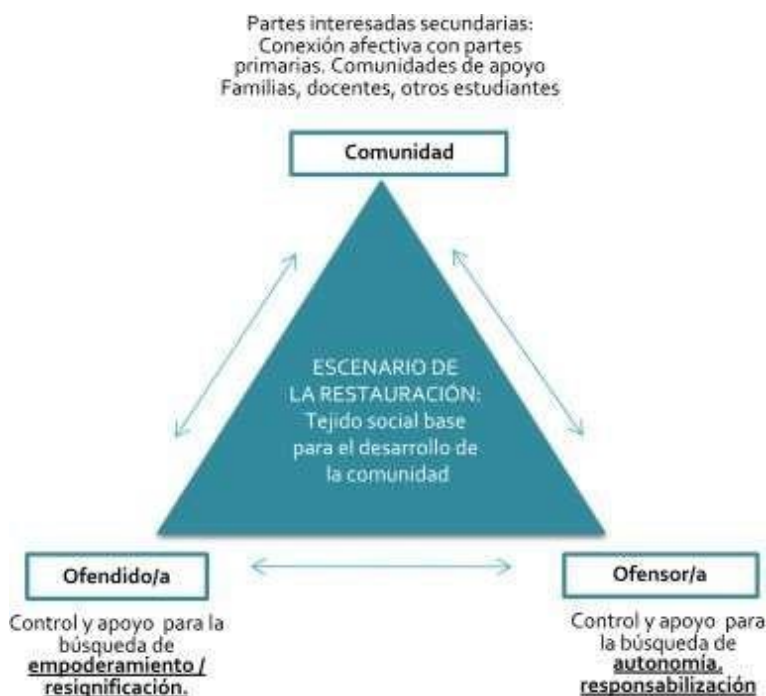 Partes interesadas secundarias:
Conexión afectiva con partes
primarias. Comunidades de apoyo
Familias, docentes, otros estudiantes
Comunidad
ESCENARIO DE
LA RESTAURACIÓN:
Tejido social base
para el desarrollo de
la comunidad
Ofendido/a
Control y apoyo para la
búsqueda de
empoderamiento /
resignificación.
Ofensor/a
Control y apoyo para
la búsqueda de
autonomía.
responsabilización